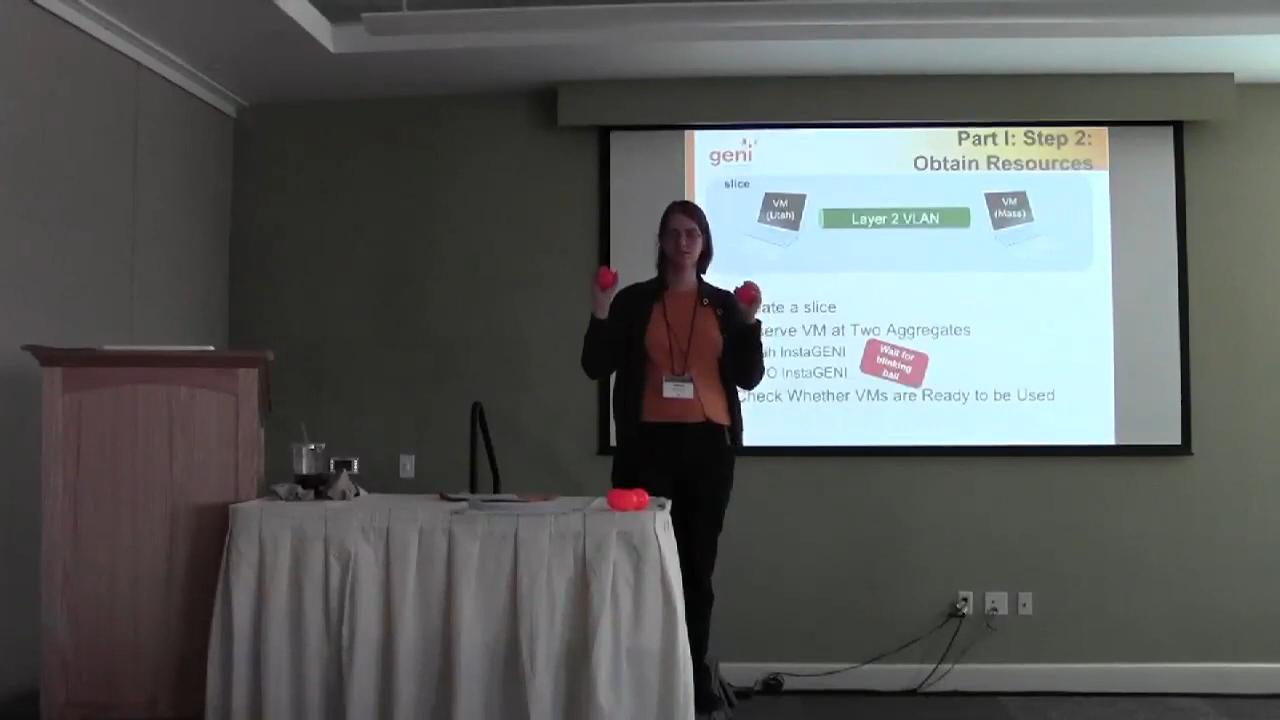 geni
Part I: Step 2:
Obtain Resources
slice
VM
(Utah)
Layer 2 VLAN
VM
(Mass)
ate a slice
serve VM at Two Aggregates
ah InstaGENI
O InstaGENI
Wait for
blinking
ball
Check Whether VMs are Ready to be Used